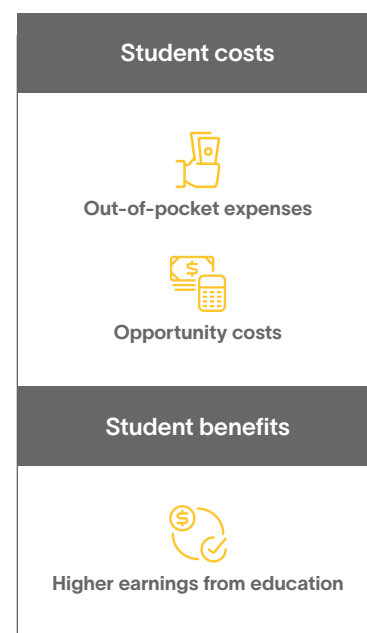 Student costs
Out-of-pocket expenses
$
Opportunity costs
Student benefits
$
Higher earnings from education